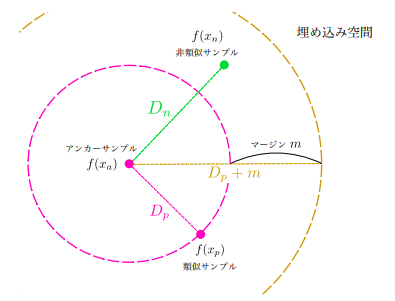 埋め込み空間
f(x_n)
非類似サンプル
D_n
アンカーサンプル
f(x_a)
マージン m
D_p + m
D_p
f(x_p)
類似サンプル